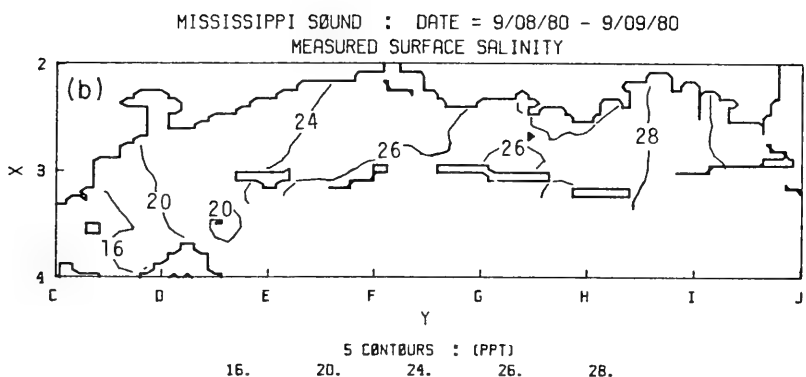 MISSISSIPPI SØUND : DATE = 9/08/80 - 9/09/80
MEASURED SURFACE SALINITY
(b)
2
3
4
X
24
26
26
28
20
20
16
C D E F G H I J
Y
5 CØNTØURS : (PPT)
16. 20. 24. 26. 28.